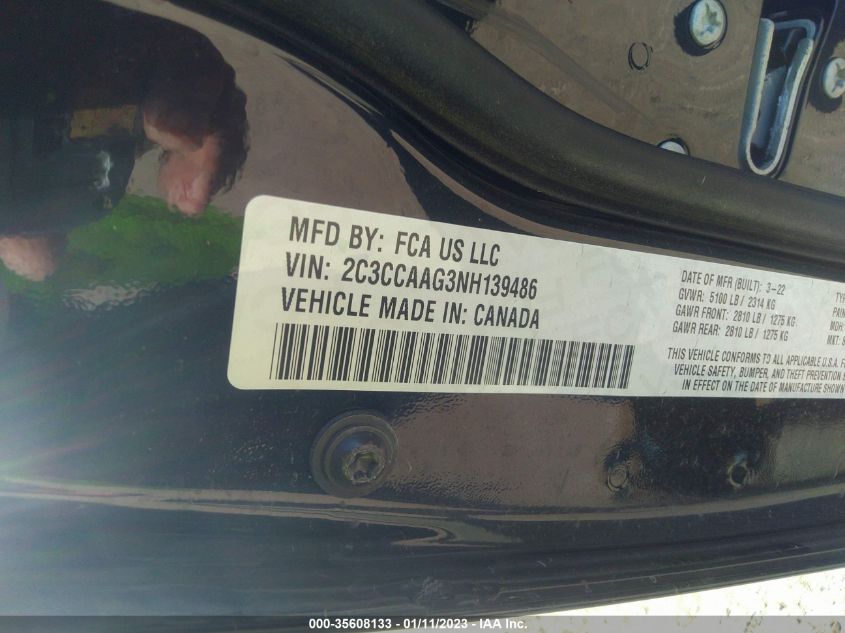 MFD BY: FCA US LLC
VIN: 2C3CCAAG3NH139486
VEHICLE MADE IN: CANADA
DATE OF MFR (BUILT): 3-22
GVWR: 5100 LB / 2314 KG
GAWR FRONT: 2810 LB / 1275 KG
GAWR REAR: 2810 LB / 1275 KG
THIS VEHICLE CONFORMS TO ALL APPLICABLE U.S.A.
VEHICLE SAFETY, BUMPER, AND THEFT PREVENTION
IN EFFECT ON THE DATE OF MANUFACTURE SHOWN
MDH:
MKT:
000-35608133 - 01/11/2023 - IAA Inc.